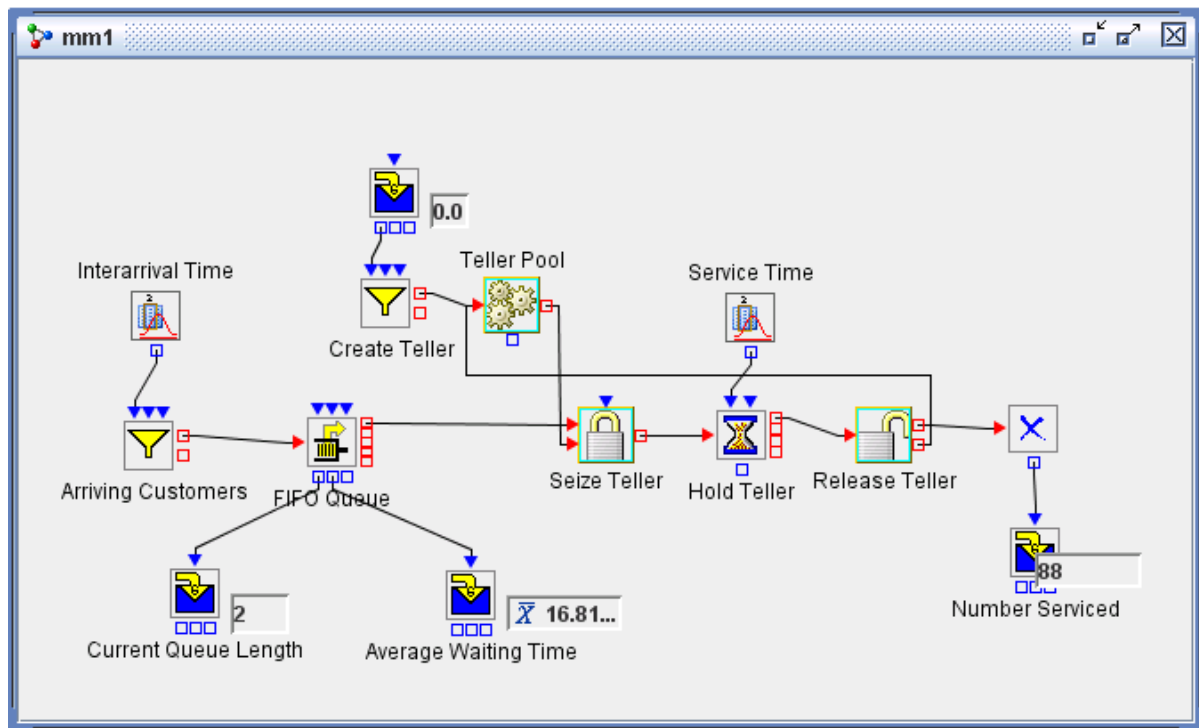 mm1
0.0
Teller Pool
Interarrival Time
Service Time
Create Teller
Arriving Customers
FIFO Queue
Seize Teller
Hold Teller
Release Teller
88
2
X 16.81...
Number Serviced
Current Queue Length
Average Waiting Time